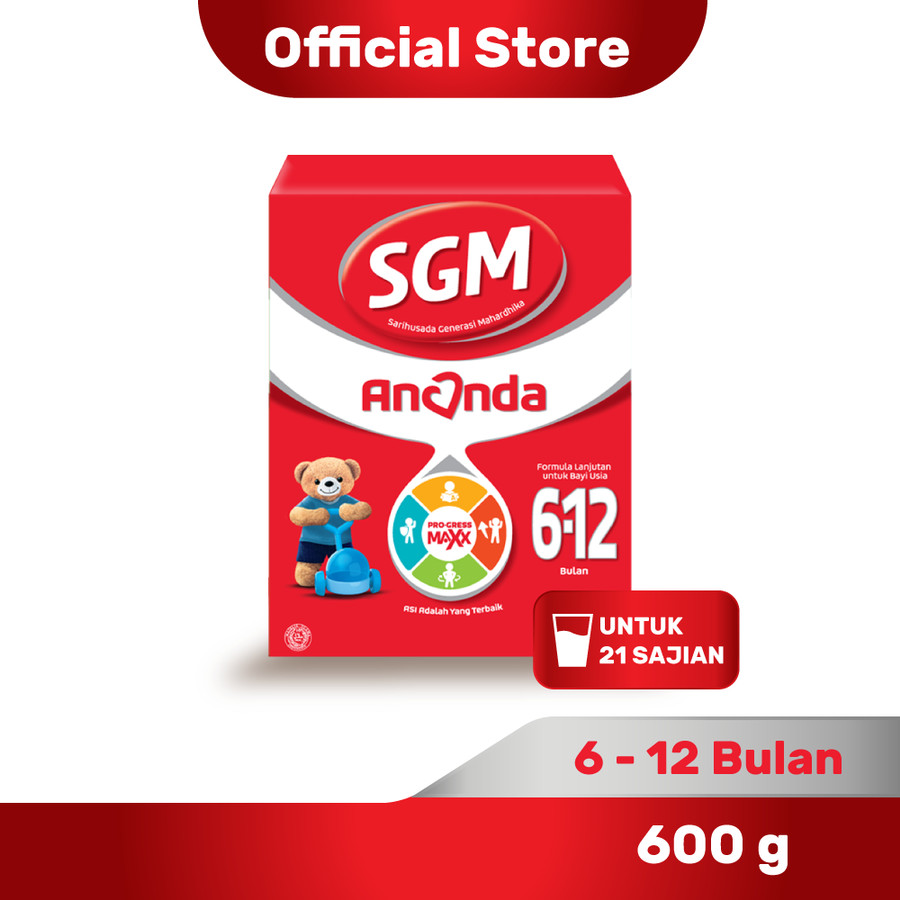 Official Store
SGM
Sarihusada Generasi Mahardhika
Ananda
Formula Lanjutan
untuk Bayi Usia
6-12
Bulan
PRO-GRESS
MAXX
ASI Adalah Yang Terbaik
UNTUK
21 SAJIAN
6 - 12 Bulan
600 g